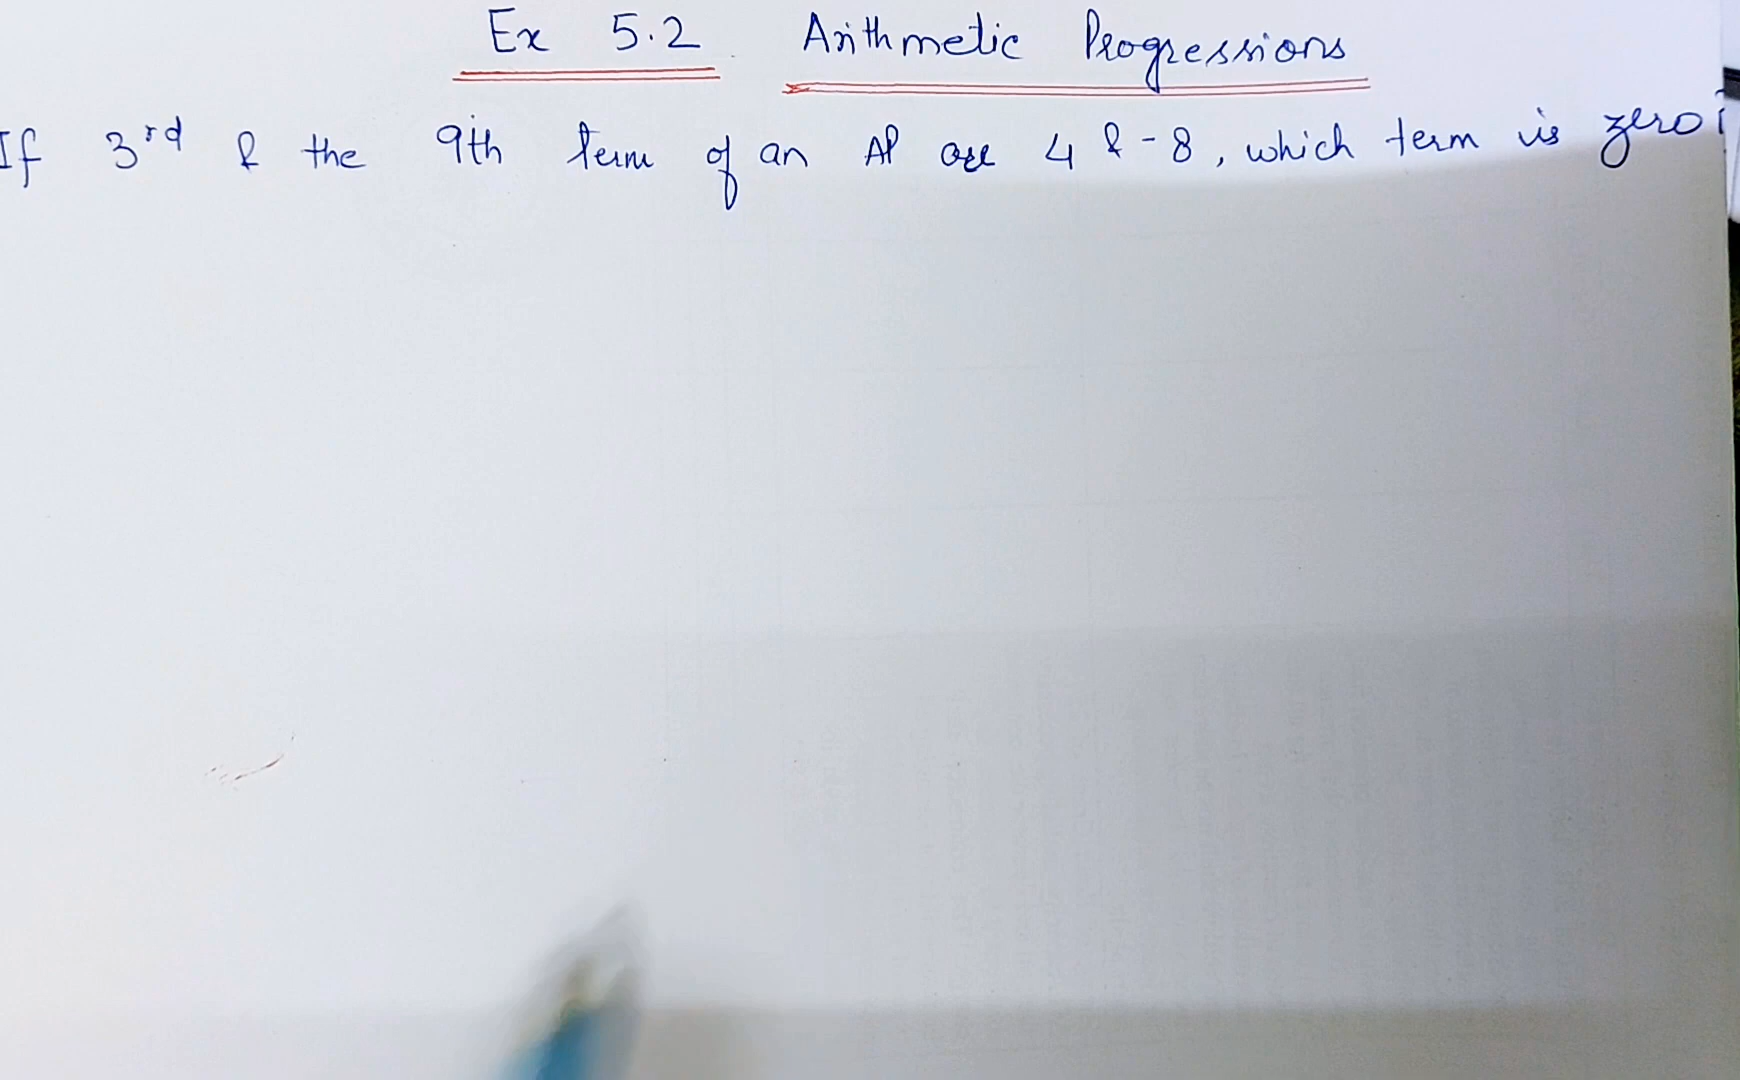 Ex 5.2 Arithmetic Progressions
If 3rd & the 9th term of an AP are 4 & -8, which term is zero?